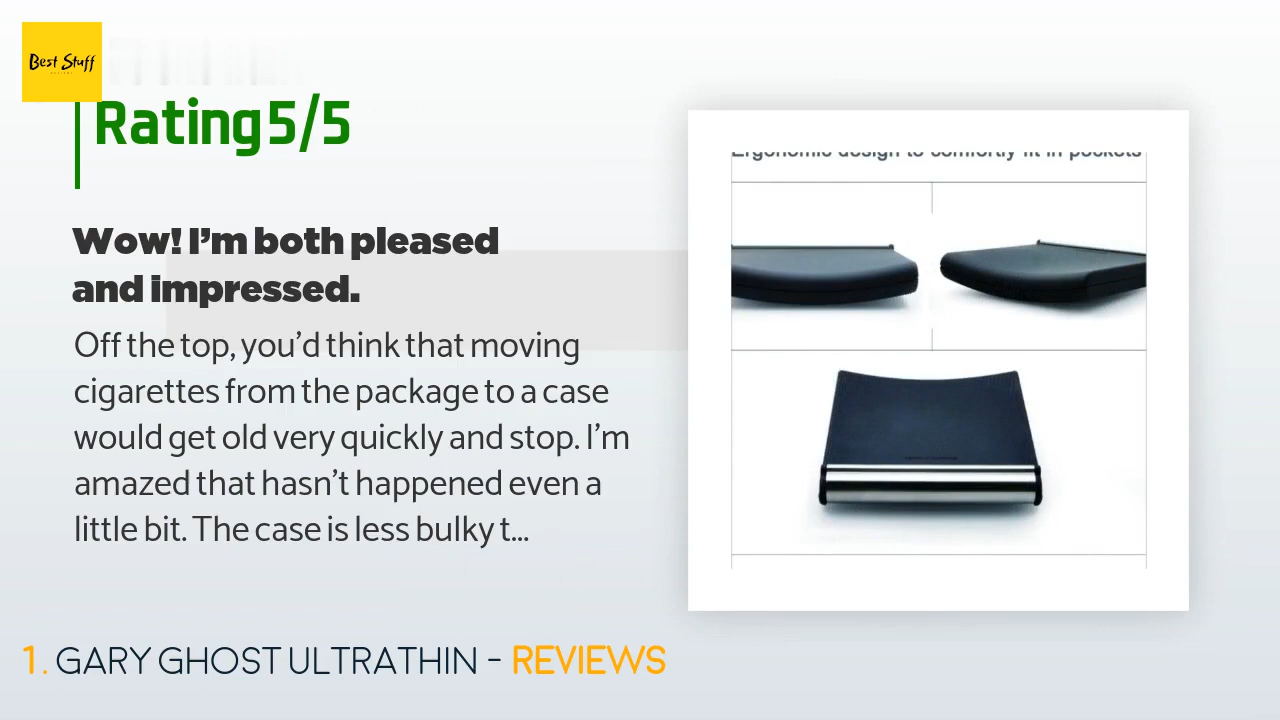 Best Stuff
Rating 5/5
Wow! I’m both pleased
and impressed.
Off the top, you’d think that moving
cigarettes from the package to a case
would get old very quickly and stop. I’m
amazed that hasn’t happened even a
little bit. The case is less bulky t...
Ergonomic design to comfortly fit in pockets
1. GARY GHOST ULTRATHIN - REVIEWS